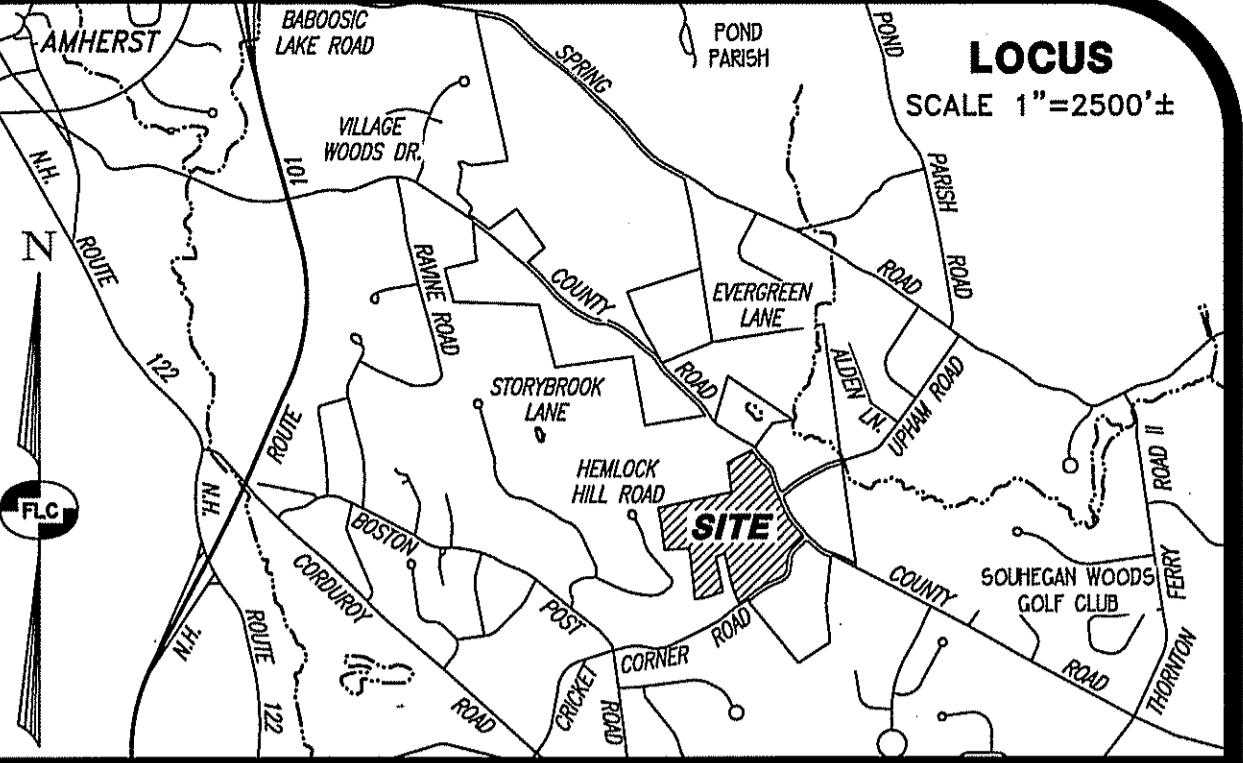 AMHERST
BABOOSIC
LAKE ROAD
SPRING
POND
PARISH
POND
LOCUS
SCALE 1"=2500'±
VILLAGE
WOODS DR.
N.H.
101
PARISH
N
ROUTE
RAVINE ROAD
COUNTY
EVERGREEN
LANE
ROAD
ROAD
122
ROAD
ALDEN
LN.
UPHAM ROAD
STORYBROOK
LANE
ROUTE
HEMLOCK
HILL ROAD
ROAD II
FLC
N.H.
BOSTON
SITE
CORDUROY
POST
COUNTY
SOUHEGAN WOODS
GOLF CLUB
FERRY
N.H.
ROUTE
CORNER
ROAD
ROAD
THORNTON
CRICKET
ROAD
122
ROAD